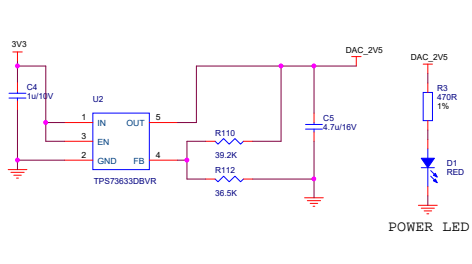 3V3
DAC_2V5
DAC_2V5
C4
1u/10V
U2
1 IN OUT 5
3 EN
2 GND FB 4
TPS73633DBVR
R110
39.2K
R112
36.5K
C5
4.7u/16V
R3
470R
1%
D1
RED
POWER LED